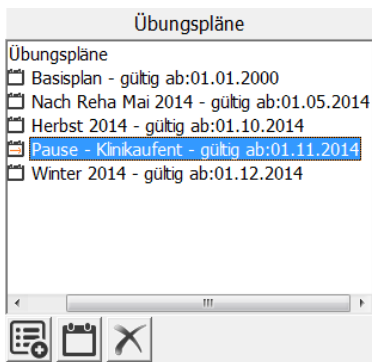 Übungspläne
Übungspläne
Basisplan - gültig ab:01.01.2000
Nach Reha Mai 2014 - gültig ab:01.05.2014
Herbst 2014 - gültig ab:01.10.2014
Pause - Klinikaufent - gültig ab:01.11.2014
Winter 2014 - gültig ab:01.12.2014